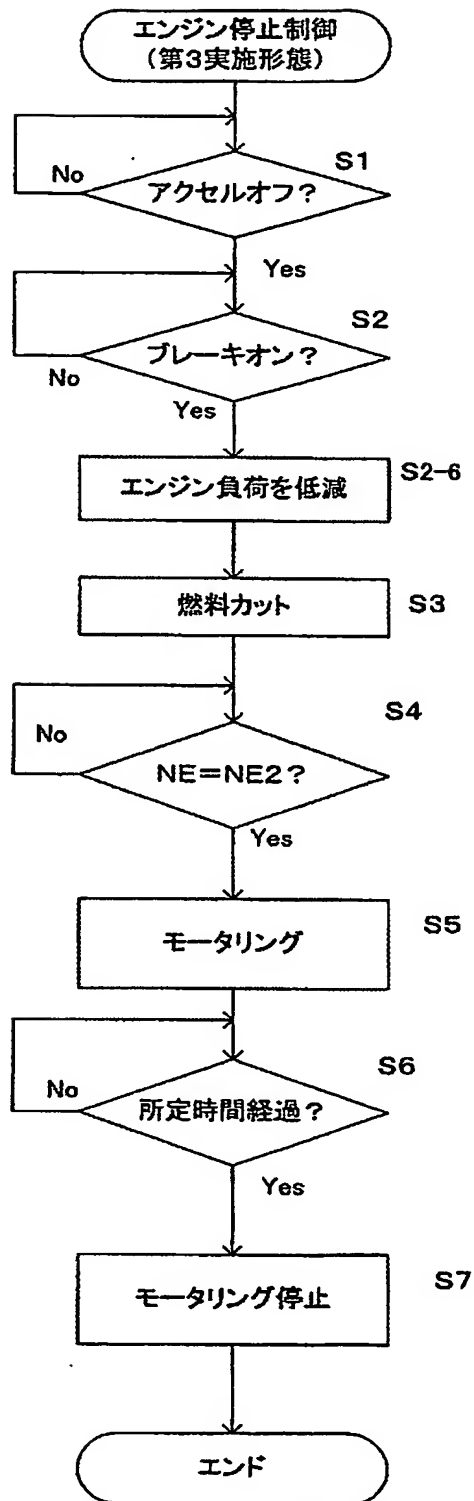 エンジン停止制御
(第3実施形態)
S1
No
アクセルオフ?
Yes
S2
ブレーキオン?
No
Yes
S2-6
エンジン負荷を低減
燃料カット
S3
S4
No
NE=NE2?
Yes
S5
モータリング
S6
No
所定時間経過?
Yes
S7
モータリング停止
エンド